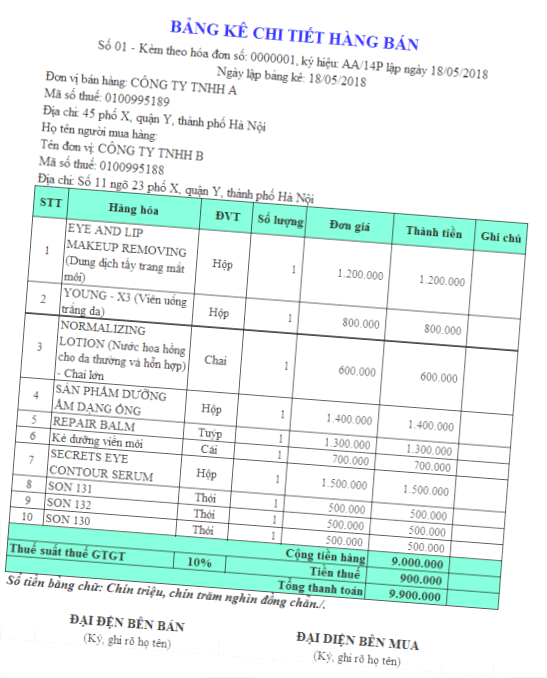 BẢNG KÊ CHI TIẾT HÀNG BÁN
Số 01 - Kèm theo hóa đơn số: 0000001, ký hiệu: AA/14P lập ngày 18/05/2018
Ngày lập bảng kê: 18/05/2018
Đơn vị bán hàng: CÔNG TY TNHH A
Mã số thuế: 0100995189
Địa chỉ: 45 phố X, quận Y, thành phố Hà Nội
Họ tên người mua hàng:
Tên đơn vị: CÔNG TY TNHH B
Mã số thuế: 0100995188
Địa chỉ: Số 11 ngõ 23 phố X, quận Y, thành phố Hà Nội
STT Hàng hóa ĐVT Số lượng Đơn giá Thành tiền Ghi chú
EYE AND LIP
MAKEUP REMOVING
1 (Dung dịch tẩy trang mắt Hộp 1 1.200.000 1.200.000
môi)
2 YOUNG - X3 (Viên uống Hộp 1 800.000 800.000
trắng da)
NORMALIZING
LOTION (Nước hoa hồng
3 cho da thường và hỗn hợp) Chai 1 600.000 600.000
- Chai lớn
4 SẢN PHẨM DƯỠNG Hộp 1 1.400.000 1.400.000
ẨM DẠNG ỐNG
5 REPAIR BALM Tuýp 1 1.300.000 1.300.000
6 Kẻ dưỡng viền môi Cái 1 700.000 700.000
7 SECRETS EYE Hộp 1 1.500.000 1.500.000
CONTOUR SERUM
8 SON 131 Thỏi 1 500.000 500.000
9 SON 132 Thỏi 1 500.000 500.000
10 SON 130 Thỏi 1 500.000 500.000
Cộng tiền hàng 9.000.000
Thuế suất thuế GTGT 10% Tiền thuế 900.000
Tổng thanh toán 9.900.000
Số tiền bằng chữ: Chín triệu, chín trăm nghìn đồng chẵn./.
ĐẠI ĐỆN BÊN BÁN ĐẠI DIỆN BÊN MUA
(Ký, ghi rõ họ tên) (Ký, ghi rõ họ tên)